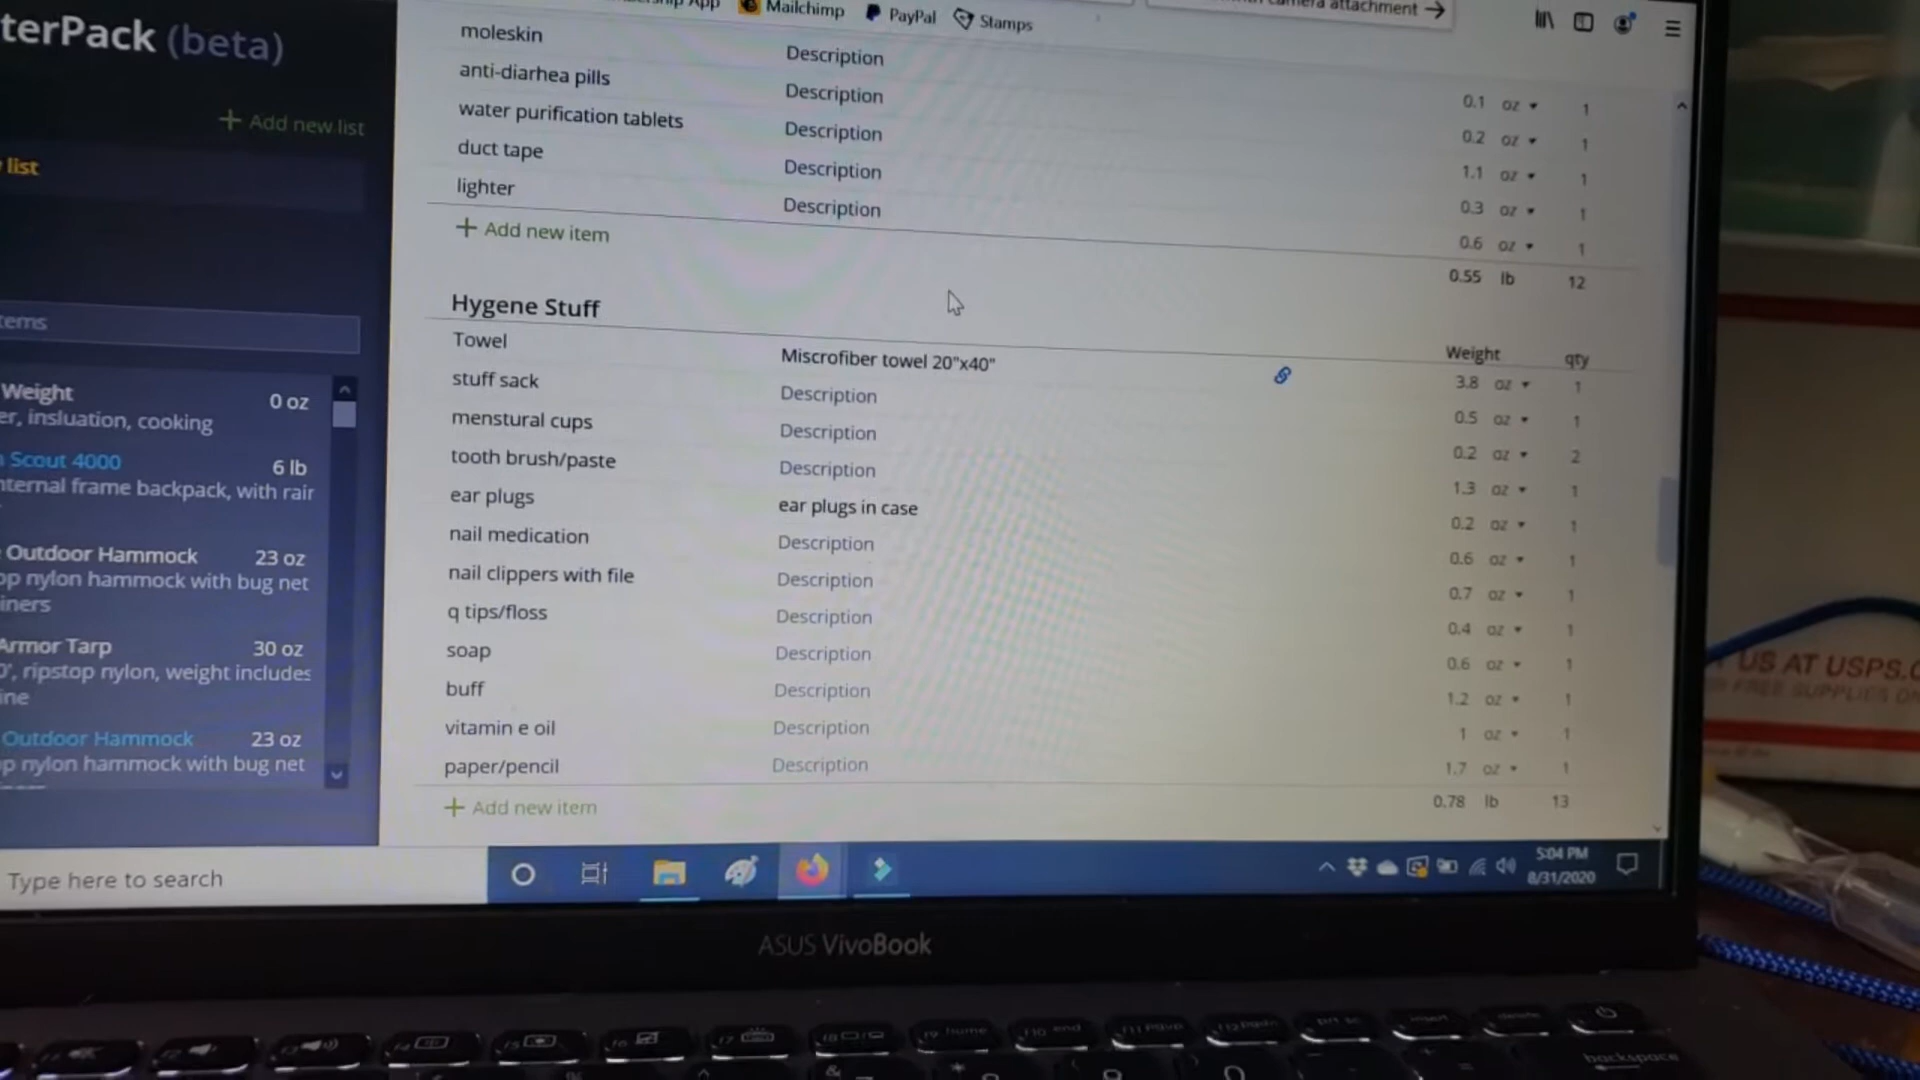 terPack (beta)
Add new list
list
tems
Weight 0 oz
er, insluation, cooking
Scout 4000 6 lb
nternal frame backpack, with rair
Outdoor Hammock 23 oz
op nylon hammock with bug net
iners
Armor Tarp 30 oz
0', ripstop nylon, weight includes
ine
Outdoor Hammock 23 oz
p nylon hammock with bug net
App Mailchimp PayPal Stamps camera attachment
moleskin Description 0.1 oz 1
anti-diarhea pills Description 0.2 oz 1
water purification tablets Description 1.1 oz 1
duct tape Description 0.3 oz 1
lighter Description 0.6 oz 1
Add new item 0.55 lb 12
Hygene Stuff Weight qty
Towel Miscrofiber towel 20"x40" 3.8 oz 1
stuff sack Description 0.5 oz 1
menstural cups Description 0.2 oz 2
tooth brush/paste Description 1.3 oz 1
ear plugs ear plugs in case 0.2 oz 1
nail medication Description 0.6 oz 1
nail clippers with file Description 0.7 oz 1
q tips/floss Description 0.4 oz 1
soap Description 0.6 oz 1
buff Description 1.2 oz 1
vitamin e oil Description 1 oz 1
paper/pencil Description 1.7 oz 1
Add new item 0.78 lb 13
Type here to search
5:04 PM
8/31/2020
ASUS VivoBook
US AT USPS.C
FREE SUPPLIES ON
home end
backspace